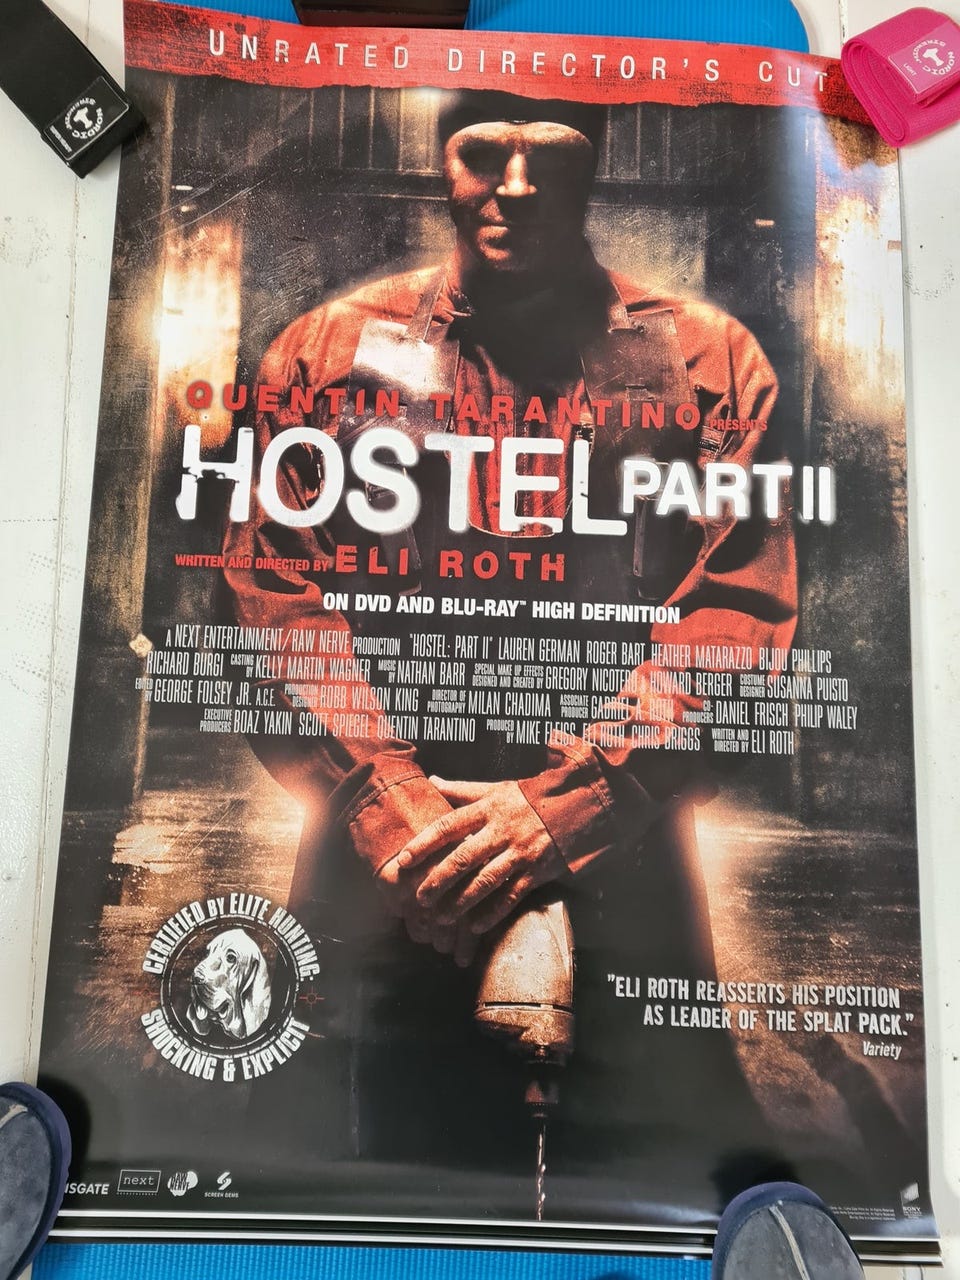 UNRATED DIRECTOR'S CUT
NORDIC
NORDIC
LIGHT
QUENTIN TARANTINO PRESENTS
HOSTEL PART II
WRITTEN AND DIRECTED BY ELI ROTH
ON DVD AND BLU-RAY™ HIGH DEFINITION
A NEXT ENTERTAINMENT/RAW NERVE PRODUCTION "HOSTEL: PART II" LAUREN GERMAN ROGER BART HEATHER MATARAZZO BIJOU PHILLIPS
RICHARD BURGI CASTING BY KELLY MARTIN WAGNER MUSIC BY NATHAN BARR SPECIAL MAKE UP EFFECTS DESIGNED AND CREATED BY GREGORY NICOTERO & HOWARD BERGER COSTUME DESIGNER SUSANNA PUISTO
EDITED BY GEORGE FOLSEY JR. A.C.E. PRODUCTION DESIGNER ROBB WILSON KING DIRECTOR OF PHOTOGRAPHY MILAN CHADIMA ASSOCIATE PRODUCER GABRIEL A. ROTH CO-PRODUCERS DANIEL FRISCH PHILIP WALEY
EXECUTIVE PRODUCERS BOAZ YAKIN SCOTT SPIEGEL QUENTIN TARANTINO PRODUCED BY MIKE FLEISS ELI ROTH CHRIS BRIGGS WRITTEN AND DIRECTED BY ELI ROTH
CERTIFIED BY ELITE HUNTING:
SHOCKING & EXPLICIT
"ELI ROTH REASSERTS HIS POSITION
AS LEADER OF THE SPLAT PACK."
Variety
NSGATE
next
RAW NERVE
SCREEN GEMS
SONY